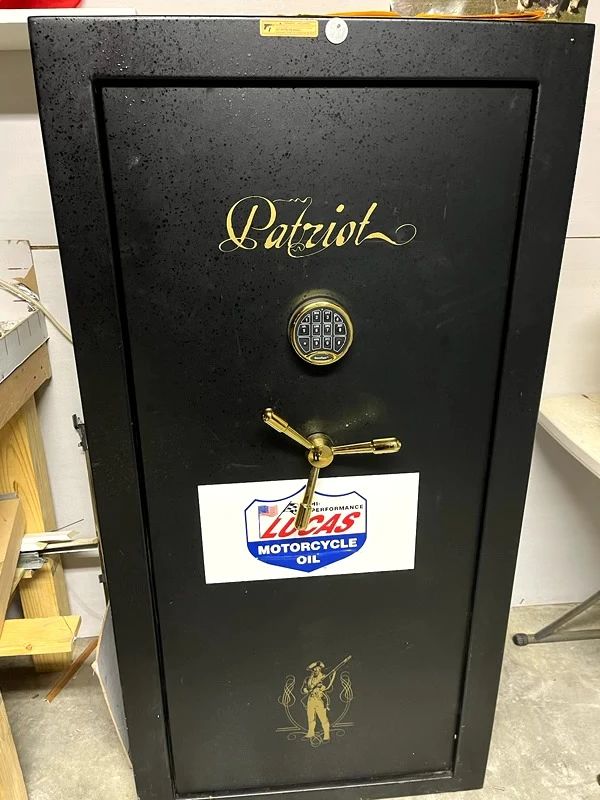 Patriot
HI-
PERFORMANCE
LUCAS
MOTORCYCLE
OIL